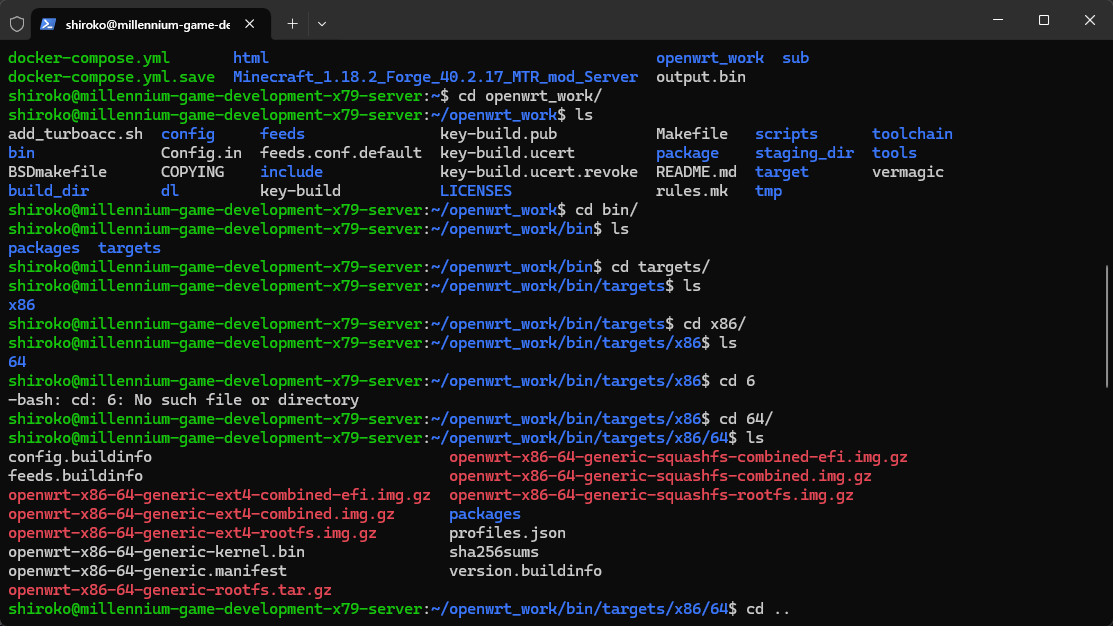 shiroko@millennium-game-de
docker-compose.yml html openwrt_work sub
docker-compose.yml.save Minecraft_1.18.2_Forge_40.2.17_MTR_mod_Server output.bin
shiroko@millennium-game-development-x79-server:~$ cd openwrt_work/
shiroko@millennium-game-development-x79-server:~/openwrt_work$ ls
add_turboacc.sh config feeds key-build.pub Makefile scripts toolchain
bin Config.in feeds.conf.default key-build.ucert package staging_dir tools
BSDmakefile COPYING include key-build.ucert.revoke README.md target vermagic
build_dir dl key-build LICENSES rules.mk tmp
shiroko@millennium-game-development-x79-server:~/openwrt_work$ cd bin/
shiroko@millennium-game-development-x79-server:~/openwrt_work/bin$ ls
packages targets
shiroko@millennium-game-development-x79-server:~/openwrt_work/bin$ cd targets/
shiroko@millennium-game-development-x79-server:~/openwrt_work/bin/targets$ ls
x86
shiroko@millennium-game-development-x79-server:~/openwrt_work/bin/targets$ cd x86/
shiroko@millennium-game-development-x79-server:~/openwrt_work/bin/targets/x86$ ls
64
shiroko@millennium-game-development-x79-server:~/openwrt_work/bin/targets/x86$ cd 6
-bash: cd: 6: No such file or directory
shiroko@millennium-game-development-x79-server:~/openwrt_work/bin/targets/x86$ cd 64/
shiroko@millennium-game-development-x79-server:~/openwrt_work/bin/targets/x86/64$ ls
config.buildinfo openwrt-x86-64-generic-squashfs-combined-efi.img.gz
feeds.buildinfo openwrt-x86-64-generic-squashfs-combined.img.gz
openwrt-x86-64-generic-ext4-combined-efi.img.gz openwrt-x86-64-generic-squashfs-rootfs.img.gz
openwrt-x86-64-generic-ext4-combined.img.gz packages
openwrt-x86-64-generic-ext4-rootfs.img.gz profiles.json
openwrt-x86-64-generic-kernel.bin sha256sums
openwrt-x86-64-generic.manifest version.buildinfo
openwrt-x86-64-generic-rootfs.tar.gz
shiroko@millennium-game-development-x79-server:~/openwrt_work/bin/targets/x86/64$ cd ..